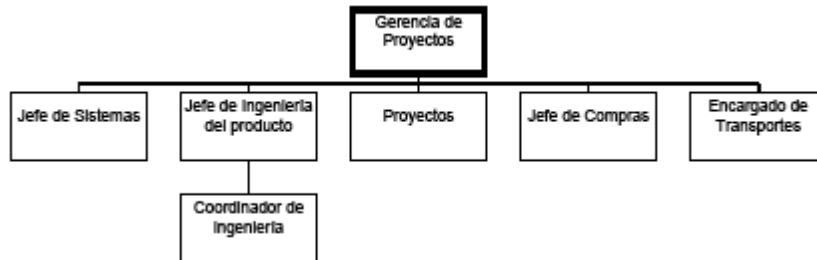 Gerencia de
Proyectos
Jefe de Sistemas
Jefe de Ingenieria
del producto
Proyectos
Jefe de Compras
Encargado de
Transportes
Coordinador de
Ingenieria